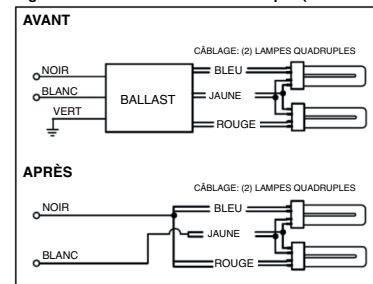 AVANT
CÂBLAGE: (2) LAMPES QUADRUPLES
NOIR
BLEU
BLANC
BALLAST
JAUNE
VERT
ROUGE
APRÈS
CÂBLAGE: (2) LAMPES QUADRUPLES
NOIR
BLEU
JAUNE
BLANC
ROUGE